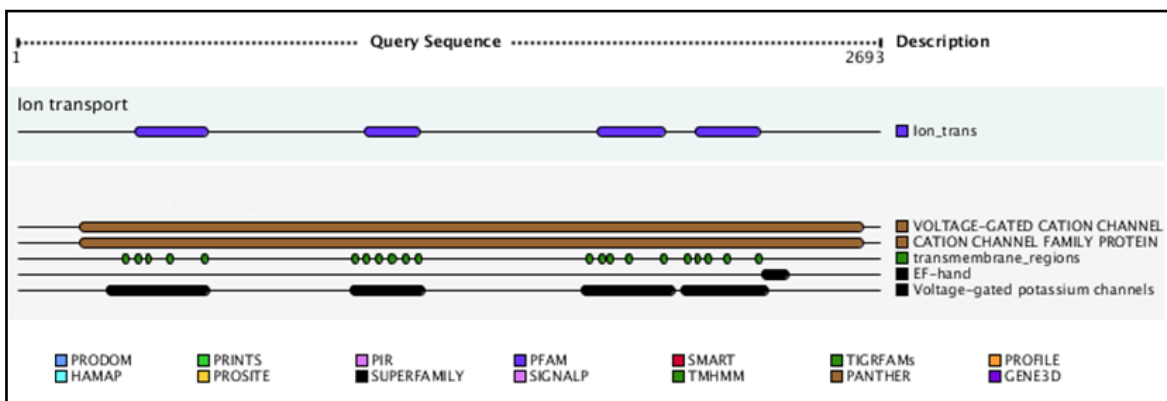 Query Sequence Description
1 2693
Ion transport
Ion_trans
VOLTAGE-GATED CATION CHANNEL
CATION CHANNEL FAMILY PROTEIN
transmembrane_regions
EF-hand
Voltage-gated potassium channels
PRODOM PRINTS PIR PFAM SMART TIGRFAMs PROFILE
HAMAP PROSITE SUPERFAMILY SIGNALP TMHMM PANTHER GENE3D